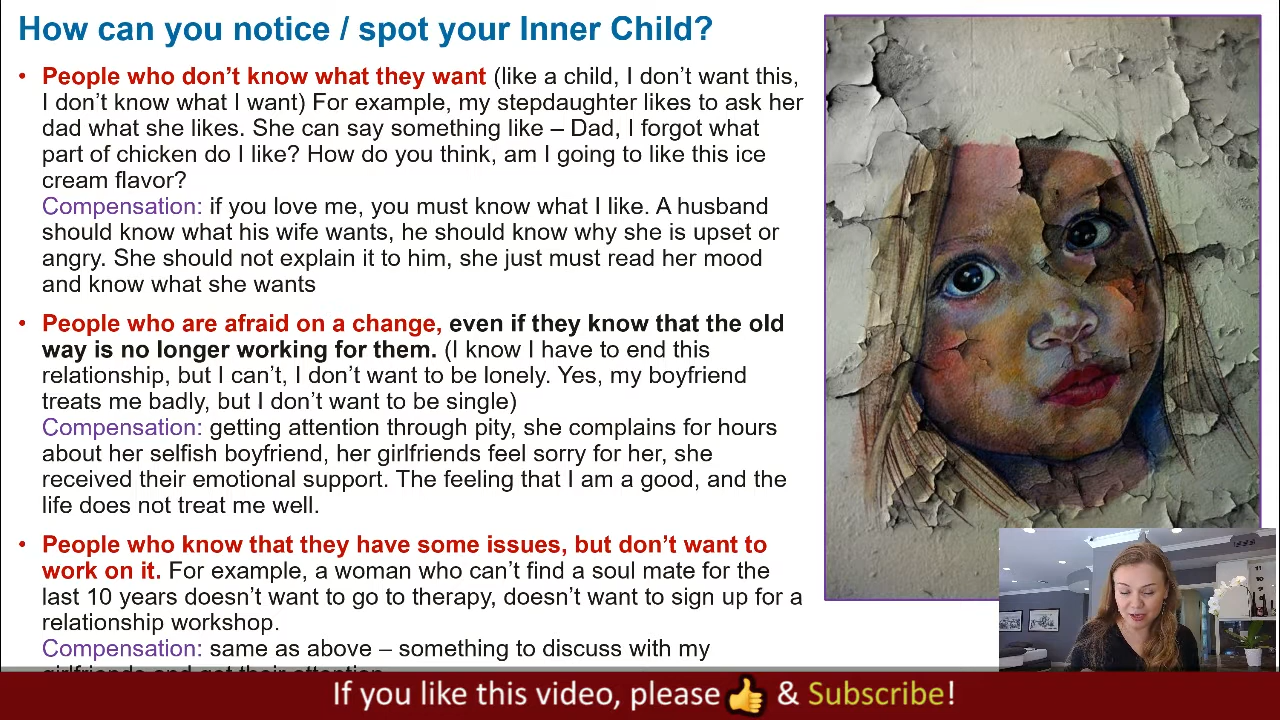 How can you notice / spot your Inner Child?
• People who don't know what they want (like a child, I don't want this,
I don't know what I want) For example, my stepdaughter likes to ask her
dad what she likes. She can say something like – Dad, I forgot what
part of chicken do I like? How do you think, am I going to like this ice
cream flavor?
Compensation: if you love me, you must know what I like. A husband
should know what his wife wants, he should know why she is upset or
angry. She should not explain it to him, she just must read her mood
and know what she wants
• People who are afraid on a change, even if they know that the old
way is no longer working for them. (I know I have to end this
relationship, but I can't, I don't want to be lonely. Yes, my boyfriend
treats me badly, but I don't want to be single)
Compensation: getting attention through pity, she complains for hours
about her selfish boyfriend, her girlfriends feel sorry for her, she
received their emotional support. The feeling that I am a good, and the
life does not treat me well.
• People who know that they have some issues, but don't want to
work on it. For example, a woman who can't find a soul mate for the
last 10 years doesn't want to go to therapy, doesn't want to sign up for a
relationship workshop.
Compensation: same as above – something to discuss with my
girlfriends and get their attention
If you like this video, please 👍 & Subscribe!